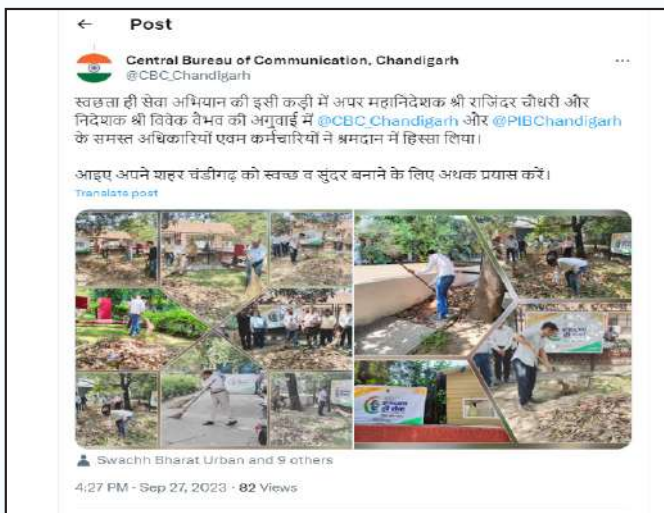 ← Post
Central Bureau of Communication, Chandigarh ...
@CBC_Chandigarh
स्वछता ही सेवा अभियान की इसी कड़ी में अपर महानिदेशक श्री राजिंदर चौधरी और
निदेशक श्री विवेक वैभव की अगुवाई में @CBC_Chandigarh और @PIBChandigarh
के समस्त अधिकारियों एवम कर्मचारियों ने श्रमदान में हिस्सा लिया।
आइए अपने शहर चंडीगढ़ को स्वच्छ व सुंदर बनाने के लिए अथक प्रयास करें।
Translate post
Swachh Bharat Urban and 9 others
4:27 PM - Sep 27, 2023 · 82 Views